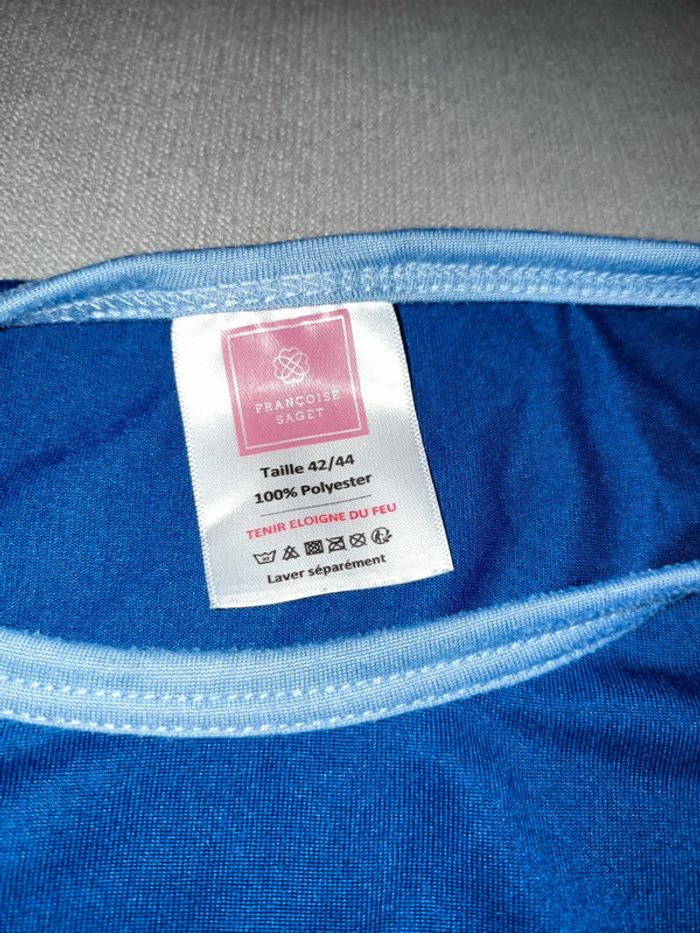 FRANÇOISE
SAGET
Taille 42/44
100% Polyester
TENIR ELOIGNE DU FEU
Laver séparément